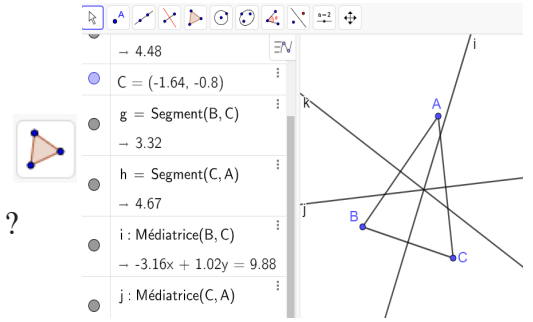 ?
A
a=2
→ 4.48
C = (-1.64, -0.8)
g = Segment(B, C)
→ 3.32
h = Segment(C, A)
→ 4.67
i : Médiatrice(B, C)
→ -3.16x + 1.02y = 9.88
j : Médiatrice(C, A)
i
k
A
j
B
C